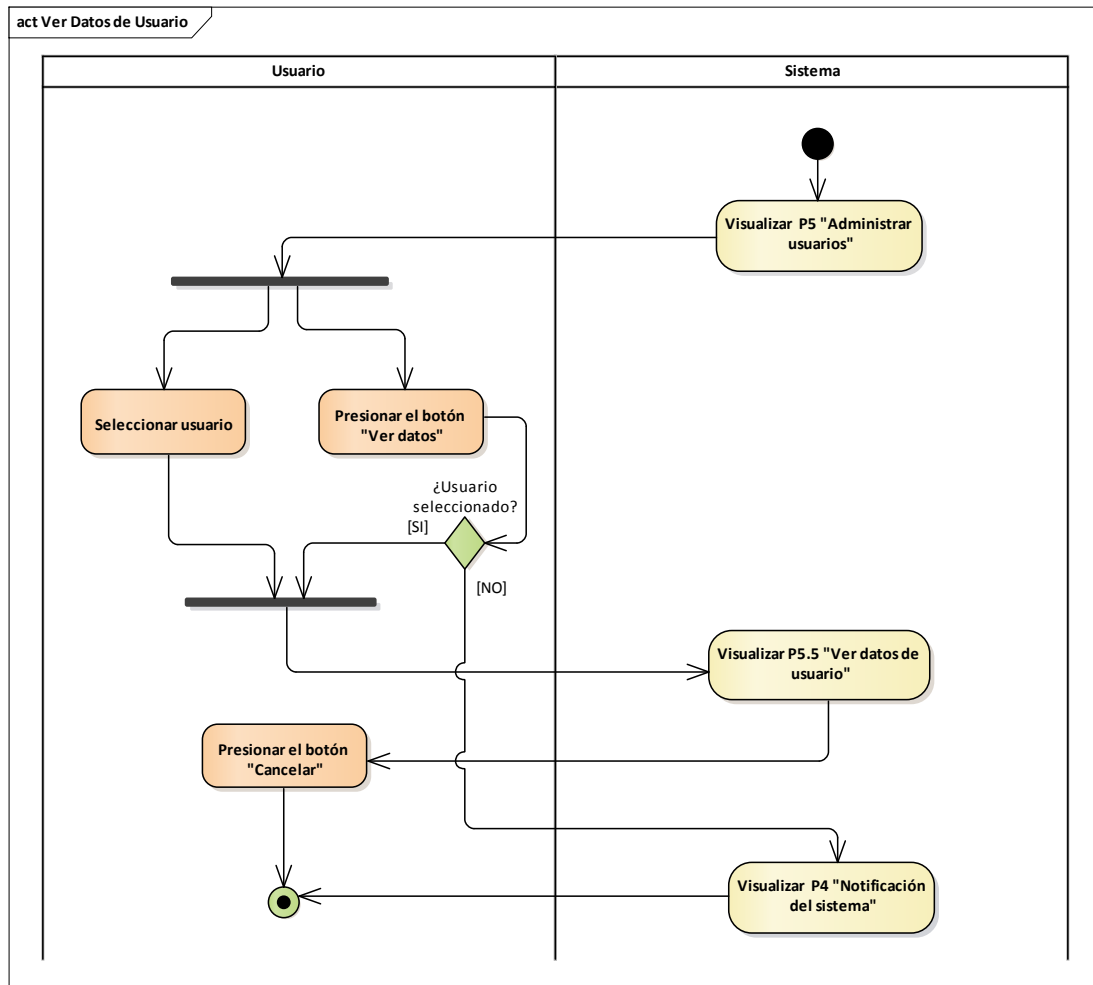 act Ver Datos de Usuario
Usuario
Sistema
Visualizar P5 "Administrar
usuarios"
Seleccionar usuario
Presionar el botón
"Ver datos"
¿Usuario
seleccionado?
[SI]
[NO]
Visualizar P5.5 "Ver datos de
usuario"
Presionar el botón
"Cancelar"
Visualizar P4 "Notificación
del sistema"